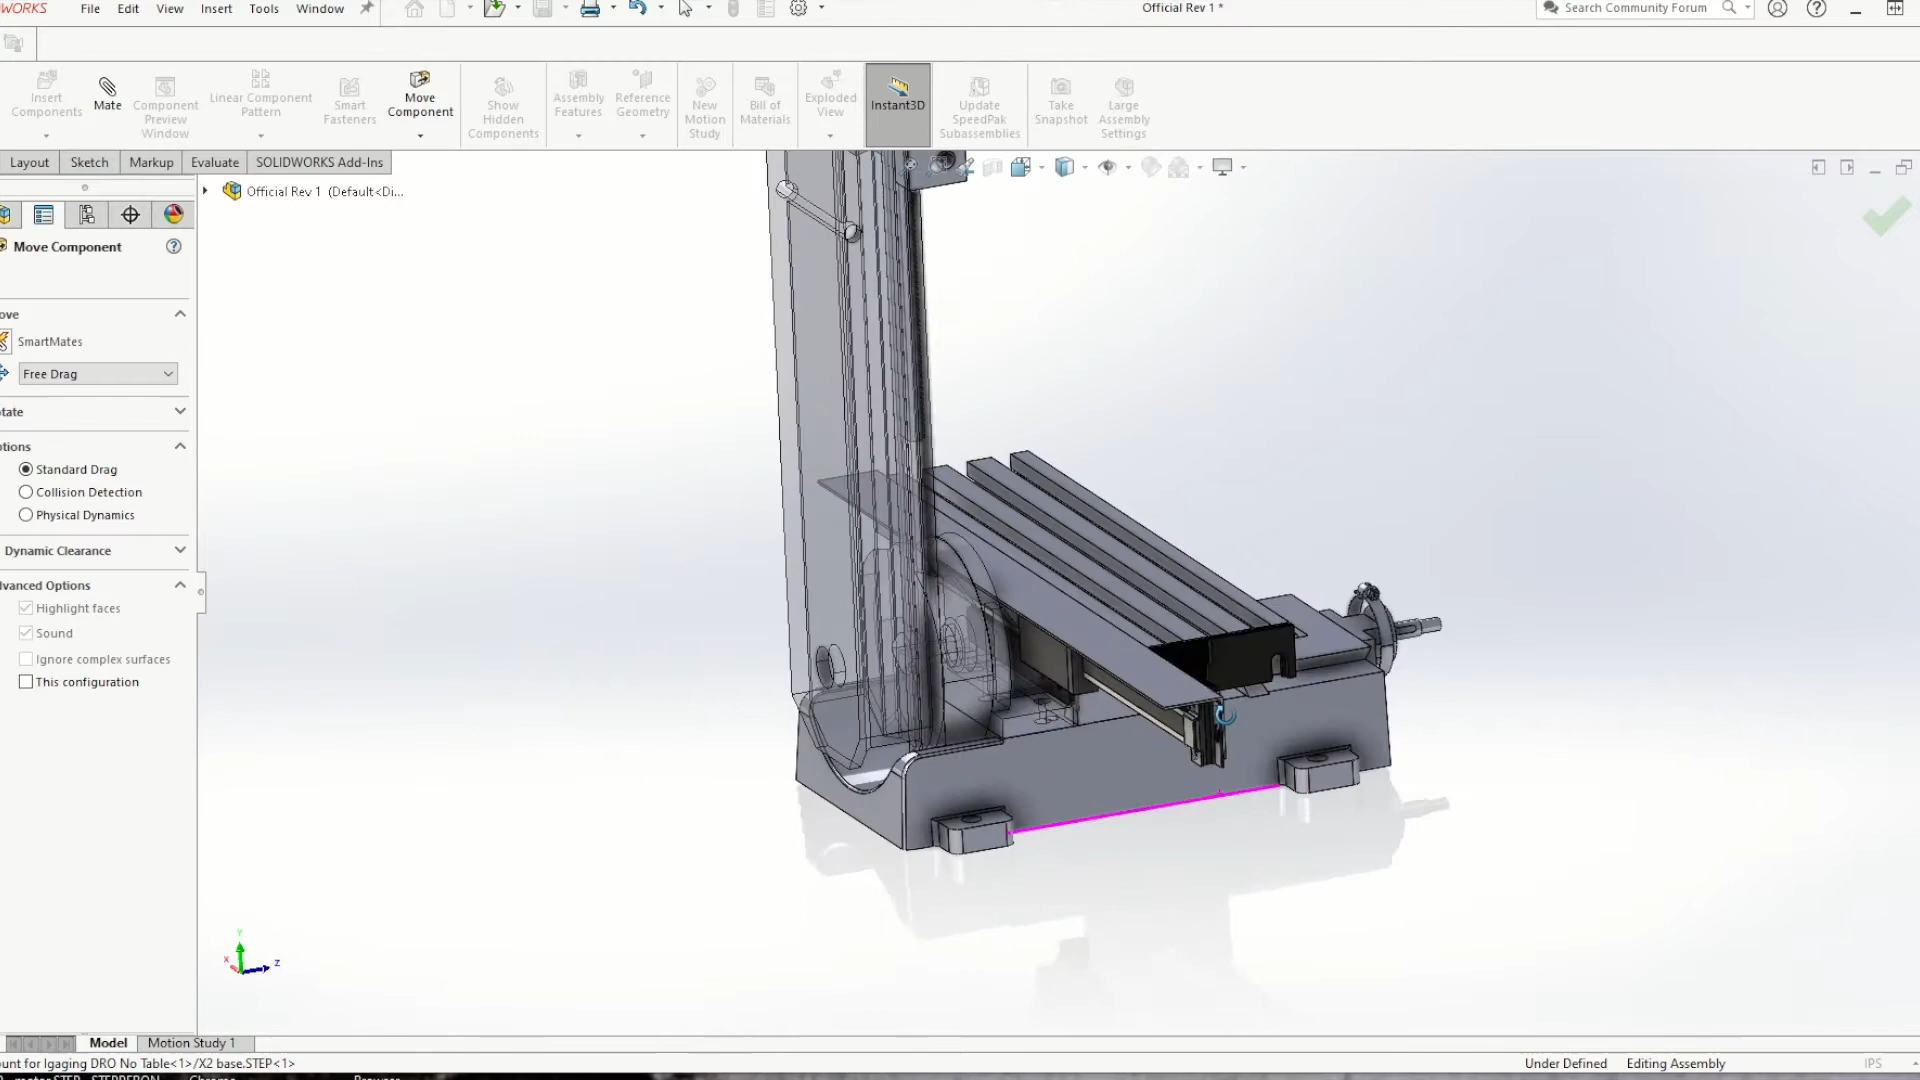 WORKS File Edit View Insert Tools Window
Official Rev 1 *
Search Community Forum
Insert Components
Mate
Component Preview Window
Linear Component Pattern
Smart Fasteners
Move Component
Show Hidden Components
Assembly Features
Reference Geometry
New Motion Study
Bill of Materials
Exploded View
Instant3D
Update SpeedPak Subassemblies
Take Snapshot
Large Assembly Settings
Layout Sketch Markup Evaluate SOLIDWORKS Add-Ins
Official Rev 1 (Default<Di...
Move Component
ove
SmartMates
Free Drag
otate
ptions
Standard Drag
Collision Detection
Physical Dynamics
Dynamic Clearance
dvanced Options
Highlight faces
Sound
Ignore complex surfaces
This configuration
Y
X
Z
Model Motion Study 1
ount for Igaging DRO No Table<1>/X2 base.STEP<1>
Under Defined Editing Assembly IPS